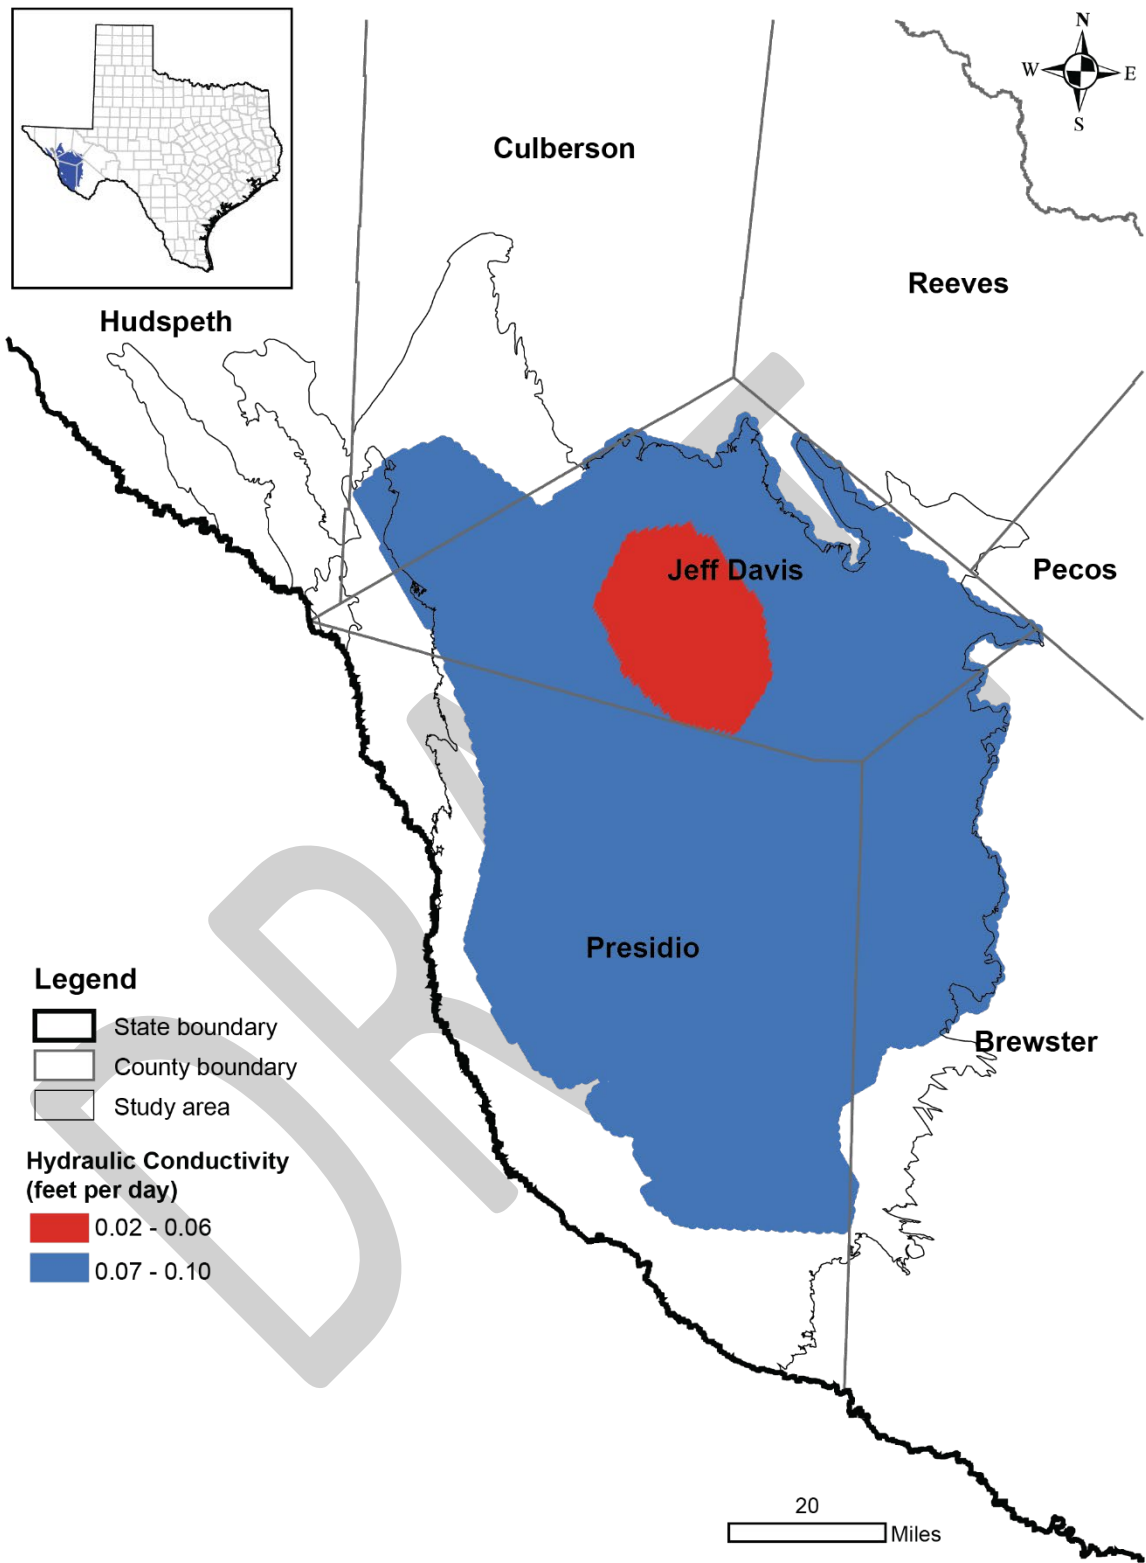 N
W E
S
Culberson
Reeves
Hudspeth
Jeff Davis
Pecos
Presidio
Brewster
Legend
State boundary
County boundary
Study area
Hydraulic Conductivity
(feet per day)
0.02 - 0.06
0.07 - 0.10
20
Miles
DRAFT